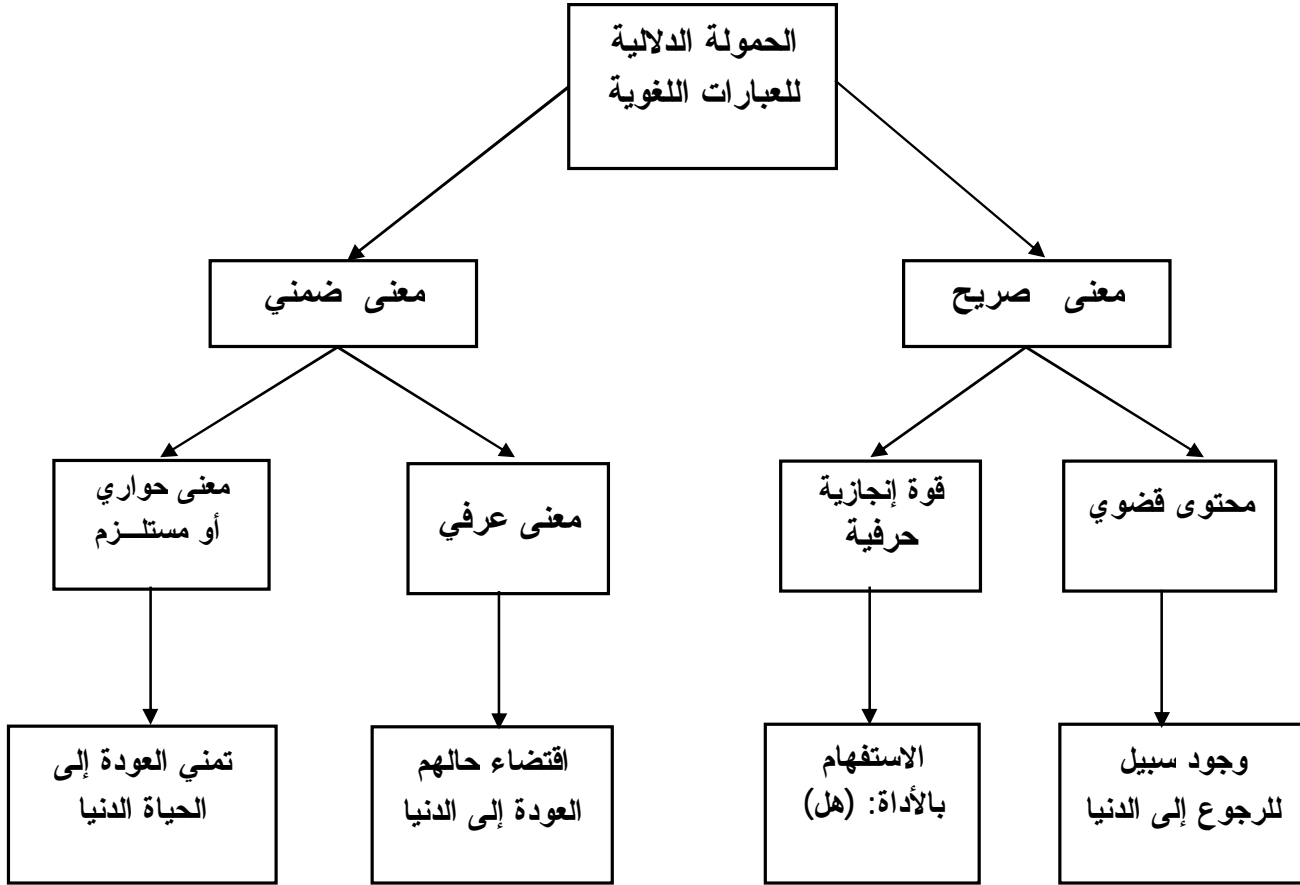 الحمولة الدلالية
للعبارات اللغوية
معنى صريح
معنى ضمني
محتوى قضوي
قوة إنجازية
حرفية
معنى عرفي
معنى حواري
أو مستلـــزم
وجود سبيل
للرجوع إلى الدنيا
الاستفهام
بالأداة: (هل)
اقتضاء حالهم
العودة إلى الدنيا
تمني العودة إلى
الحياة الدنيا